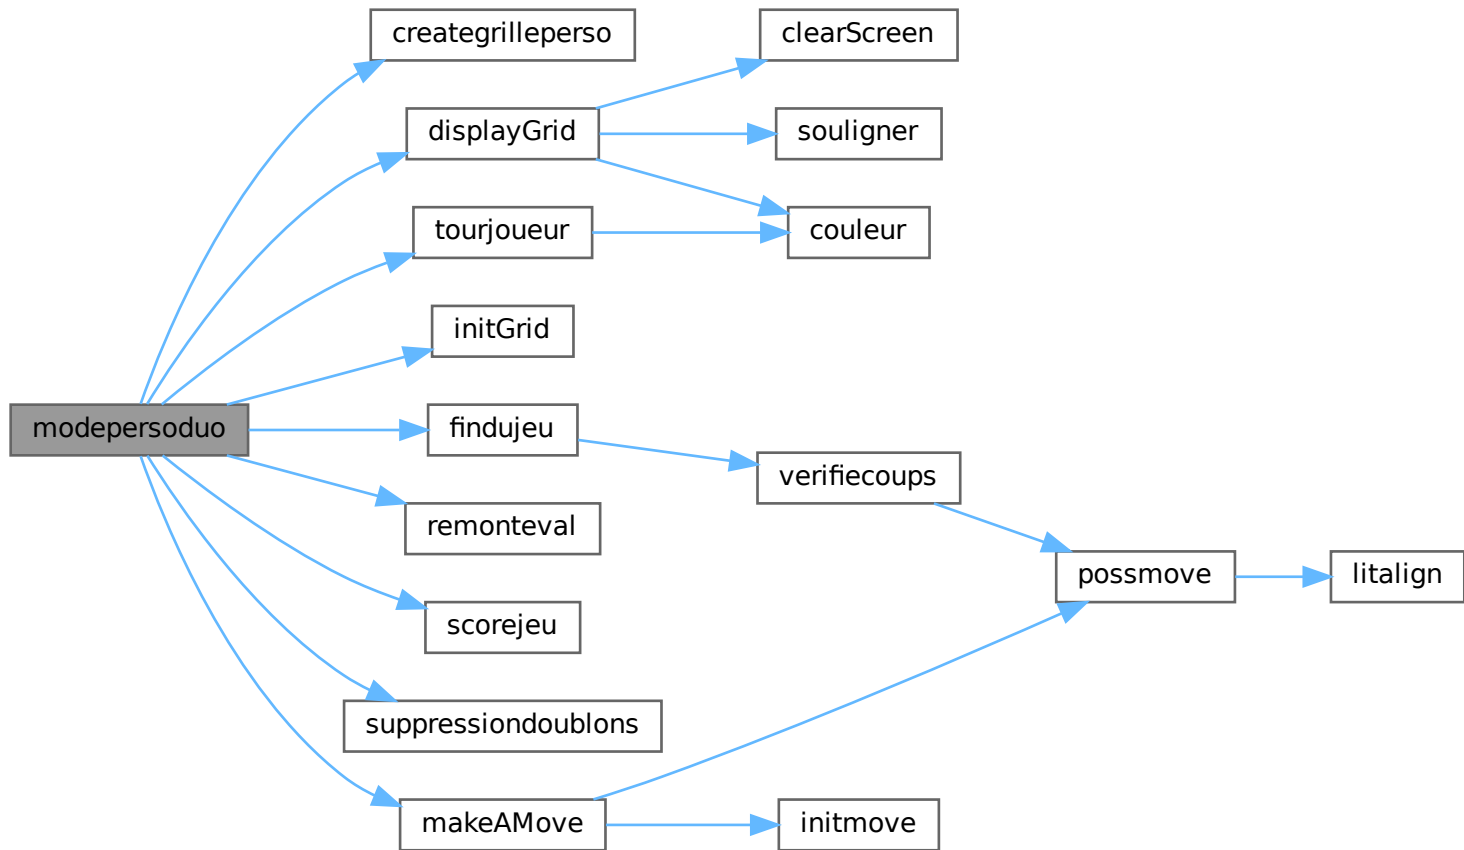 creategrilleperso
clearScreen
displayGrid
souligner
tourjoueur
couleur
initGrid
modepersoduo
findujeu
verifiecoups
remonteval
possmove
litalign
scorejeu
suppressiondoublons
makeAMove
initmove